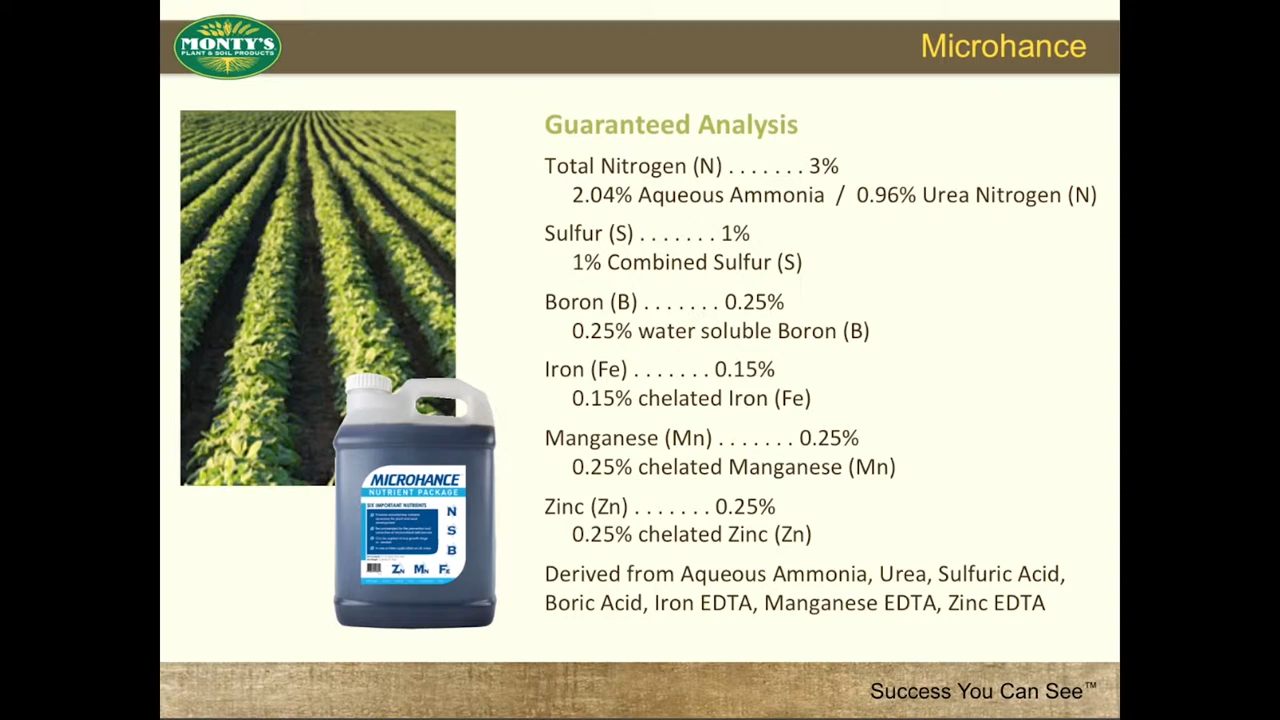 MONTY'S
PLANT & SOIL PRODUCTS
Microhance
Guaranteed Analysis
Total Nitrogen (N) . . . . . . . 3%
2.04% Aqueous Ammonia / 0.96% Urea Nitrogen (N)
Sulfur (S) . . . . . . . 1%
1% Combined Sulfur (S)
Boron (B) . . . . . . . 0.25%
0.25% water soluble Boron (B)
Iron (Fe) . . . . . . . 0.15%
0.15% chelated Iron (Fe)
Manganese (Mn) . . . . . . . 0.25%
0.25% chelated Manganese (Mn)
Zinc (Zn) . . . . . . . 0.25%
0.25% chelated Zinc (Zn)
Derived from Aqueous Ammonia, Urea, Sulfuric Acid,
Boric Acid, Iron EDTA, Manganese EDTA, Zinc EDTA
MICROHANCE
NUTRIENT PACKAGE
SIX IMPORTANT NUTRIENTS
N
S
B
ZN MN FE
Success You Can See™